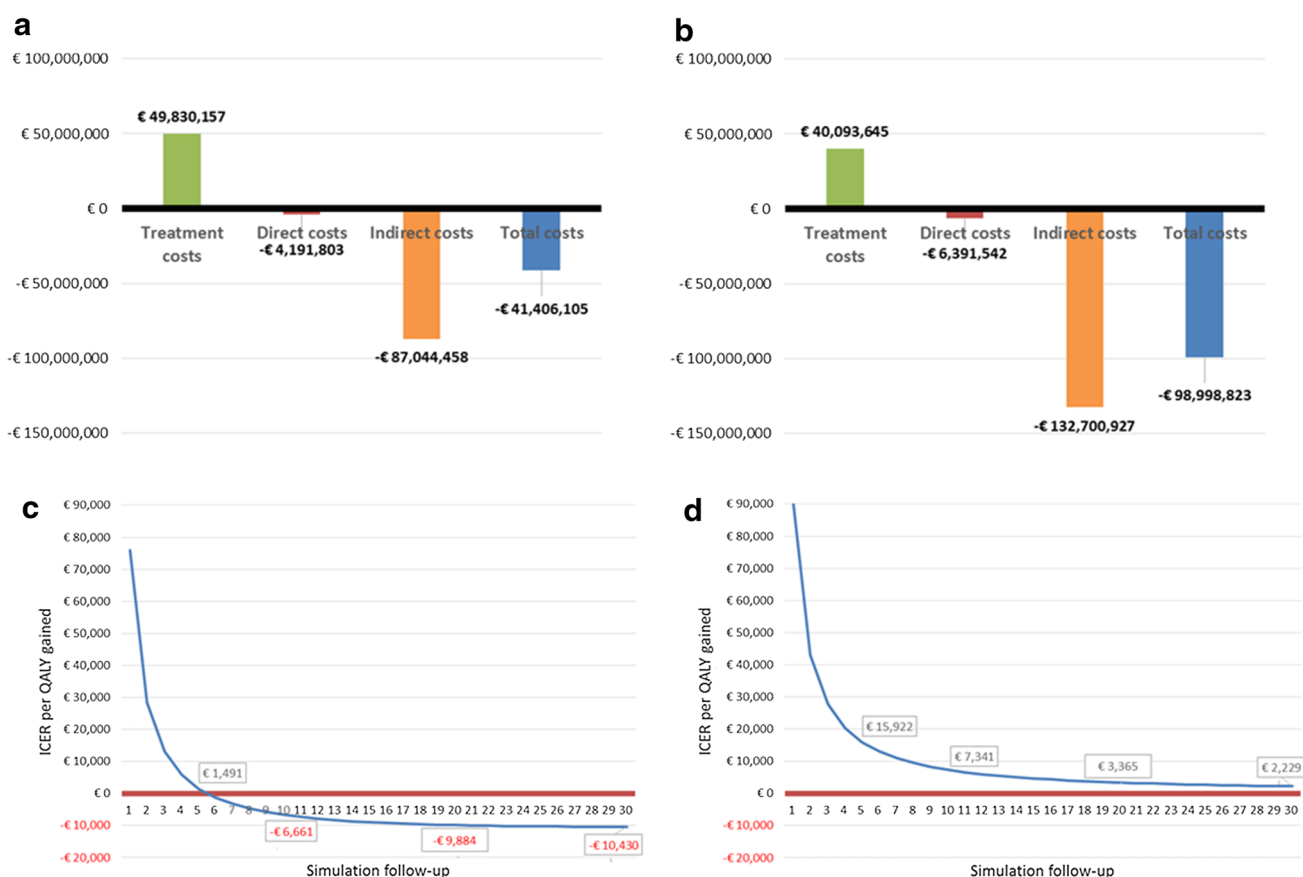 a
€ 100,000,000
€ 50,000,000
€ 0
-€ 50,000,000
-€ 100,000,000
-€ 150,000,000
€ 49,830,157
Treatment
costs
Direct costs
-€ 4,191,803
Indirect costs
-€ 87,044,458
Total costs
-€ 41,406,105
b
€ 100,000,000
€ 50,000,000
€ 0
-€ 50,000,000
-€ 100,000,000
-€ 150,000,000
€ 40,093,645
Treatment
costs
Direct costs
-€ 6,391,542
Indirect costs
-€ 132,700,927
Total costs
-€ 98,998,823
c
ICER per QALY gained
€ 90,000
€ 80,000
€ 70,000
€ 60,000
€ 50,000
€ 40,000
€ 30,000
€ 20,000
€ 10,000
€ 0
-€ 10,000
-€ 20,000
€ 1,491
1 2 3 4 5 6 7 8 9 10 11 12 13 14 15 16 17 18 19 20 21 22 23 24 25 26 27 28 29 30
-€ 6,661
-€ 9,884
-€ 10,430
Simulation follow-up
d
ICER per QALY gained
€ 90,000
€ 80,000
€ 70,000
€ 60,000
€ 50,000
€ 40,000
€ 30,000
€ 20,000
€ 10,000
€ 0
-€ 10,000
-€ 20,000
€ 15,922
€ 7,341
€ 3,365
€ 2,229
1 2 3 4 5 6 7 8 9 10 11 12 13 14 15 16 17 18 19 20 21 22 23 24 25 26 27 28 29 30
Simulation follow-up